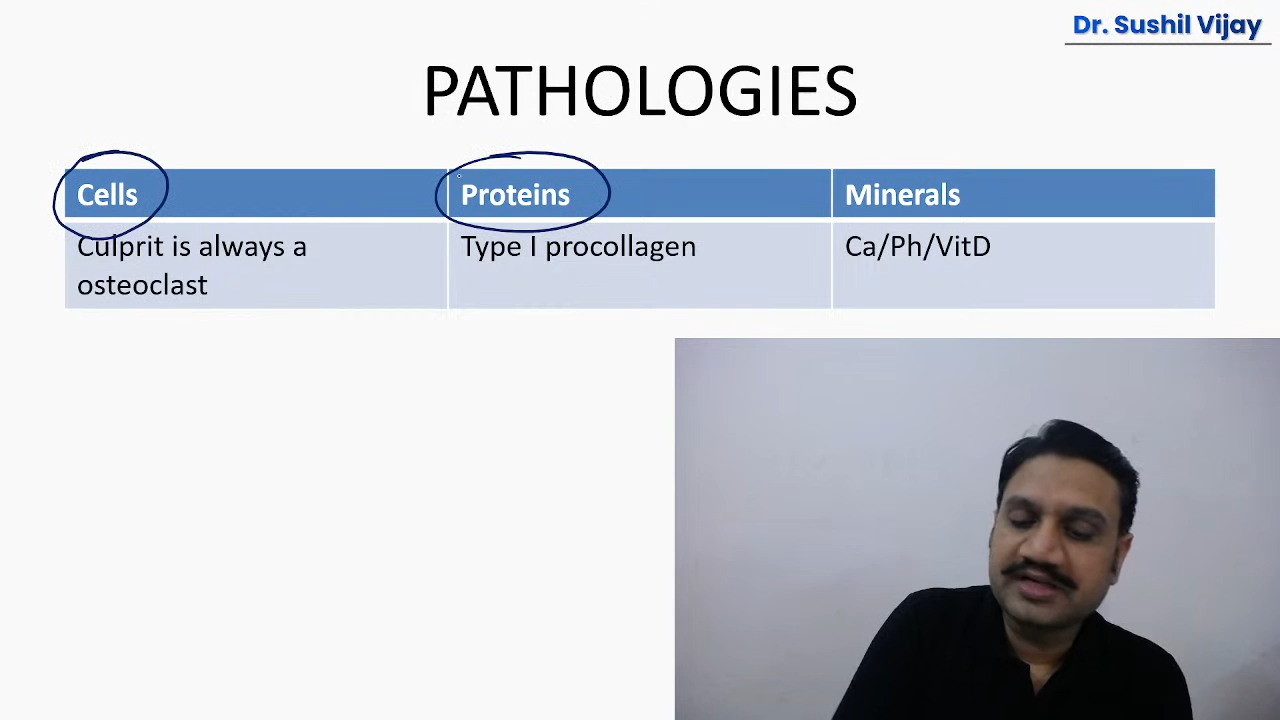 Dr. Sushil Vijay
PATHOLOGIES
Cells
Proteins
Minerals
Culprit is always a
osteoclast
Type I procollagen
Ca/Ph/VitD